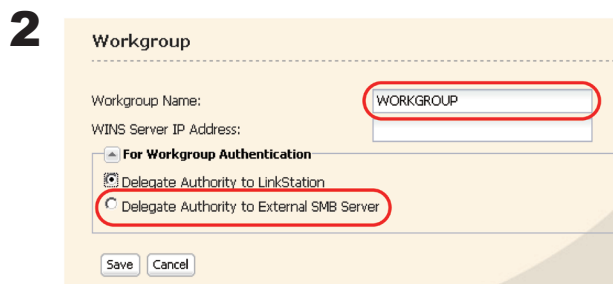 2
Workgroup
Workgroup Name: WORKGROUP
WINS Server IP Address:
For Workgroup Authentication
Delegate Authority to LinkStation
Delegate Authority to External SMB Server
Save Cancel